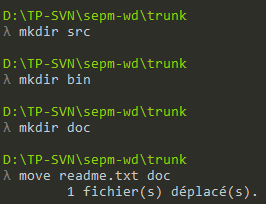 D:\TP-SVN\sepm-wd\trunk
λ mkdir src
D:\TP-SVN\sepm-wd\trunk
λ mkdir bin
D:\TP-SVN\sepm-wd\trunk
λ mkdir doc
D:\TP-SVN\sepm-wd\trunk
λ move readme.txt doc
1 fichier(s) déplacé(s).